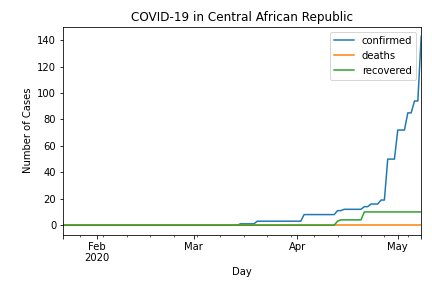 COVID-19 in Central African Republic
140
120
100
80
60
40
20
0
Number of Cases
confirmed
deaths
recovered
Feb
2020
Mar
Apr
May
Day